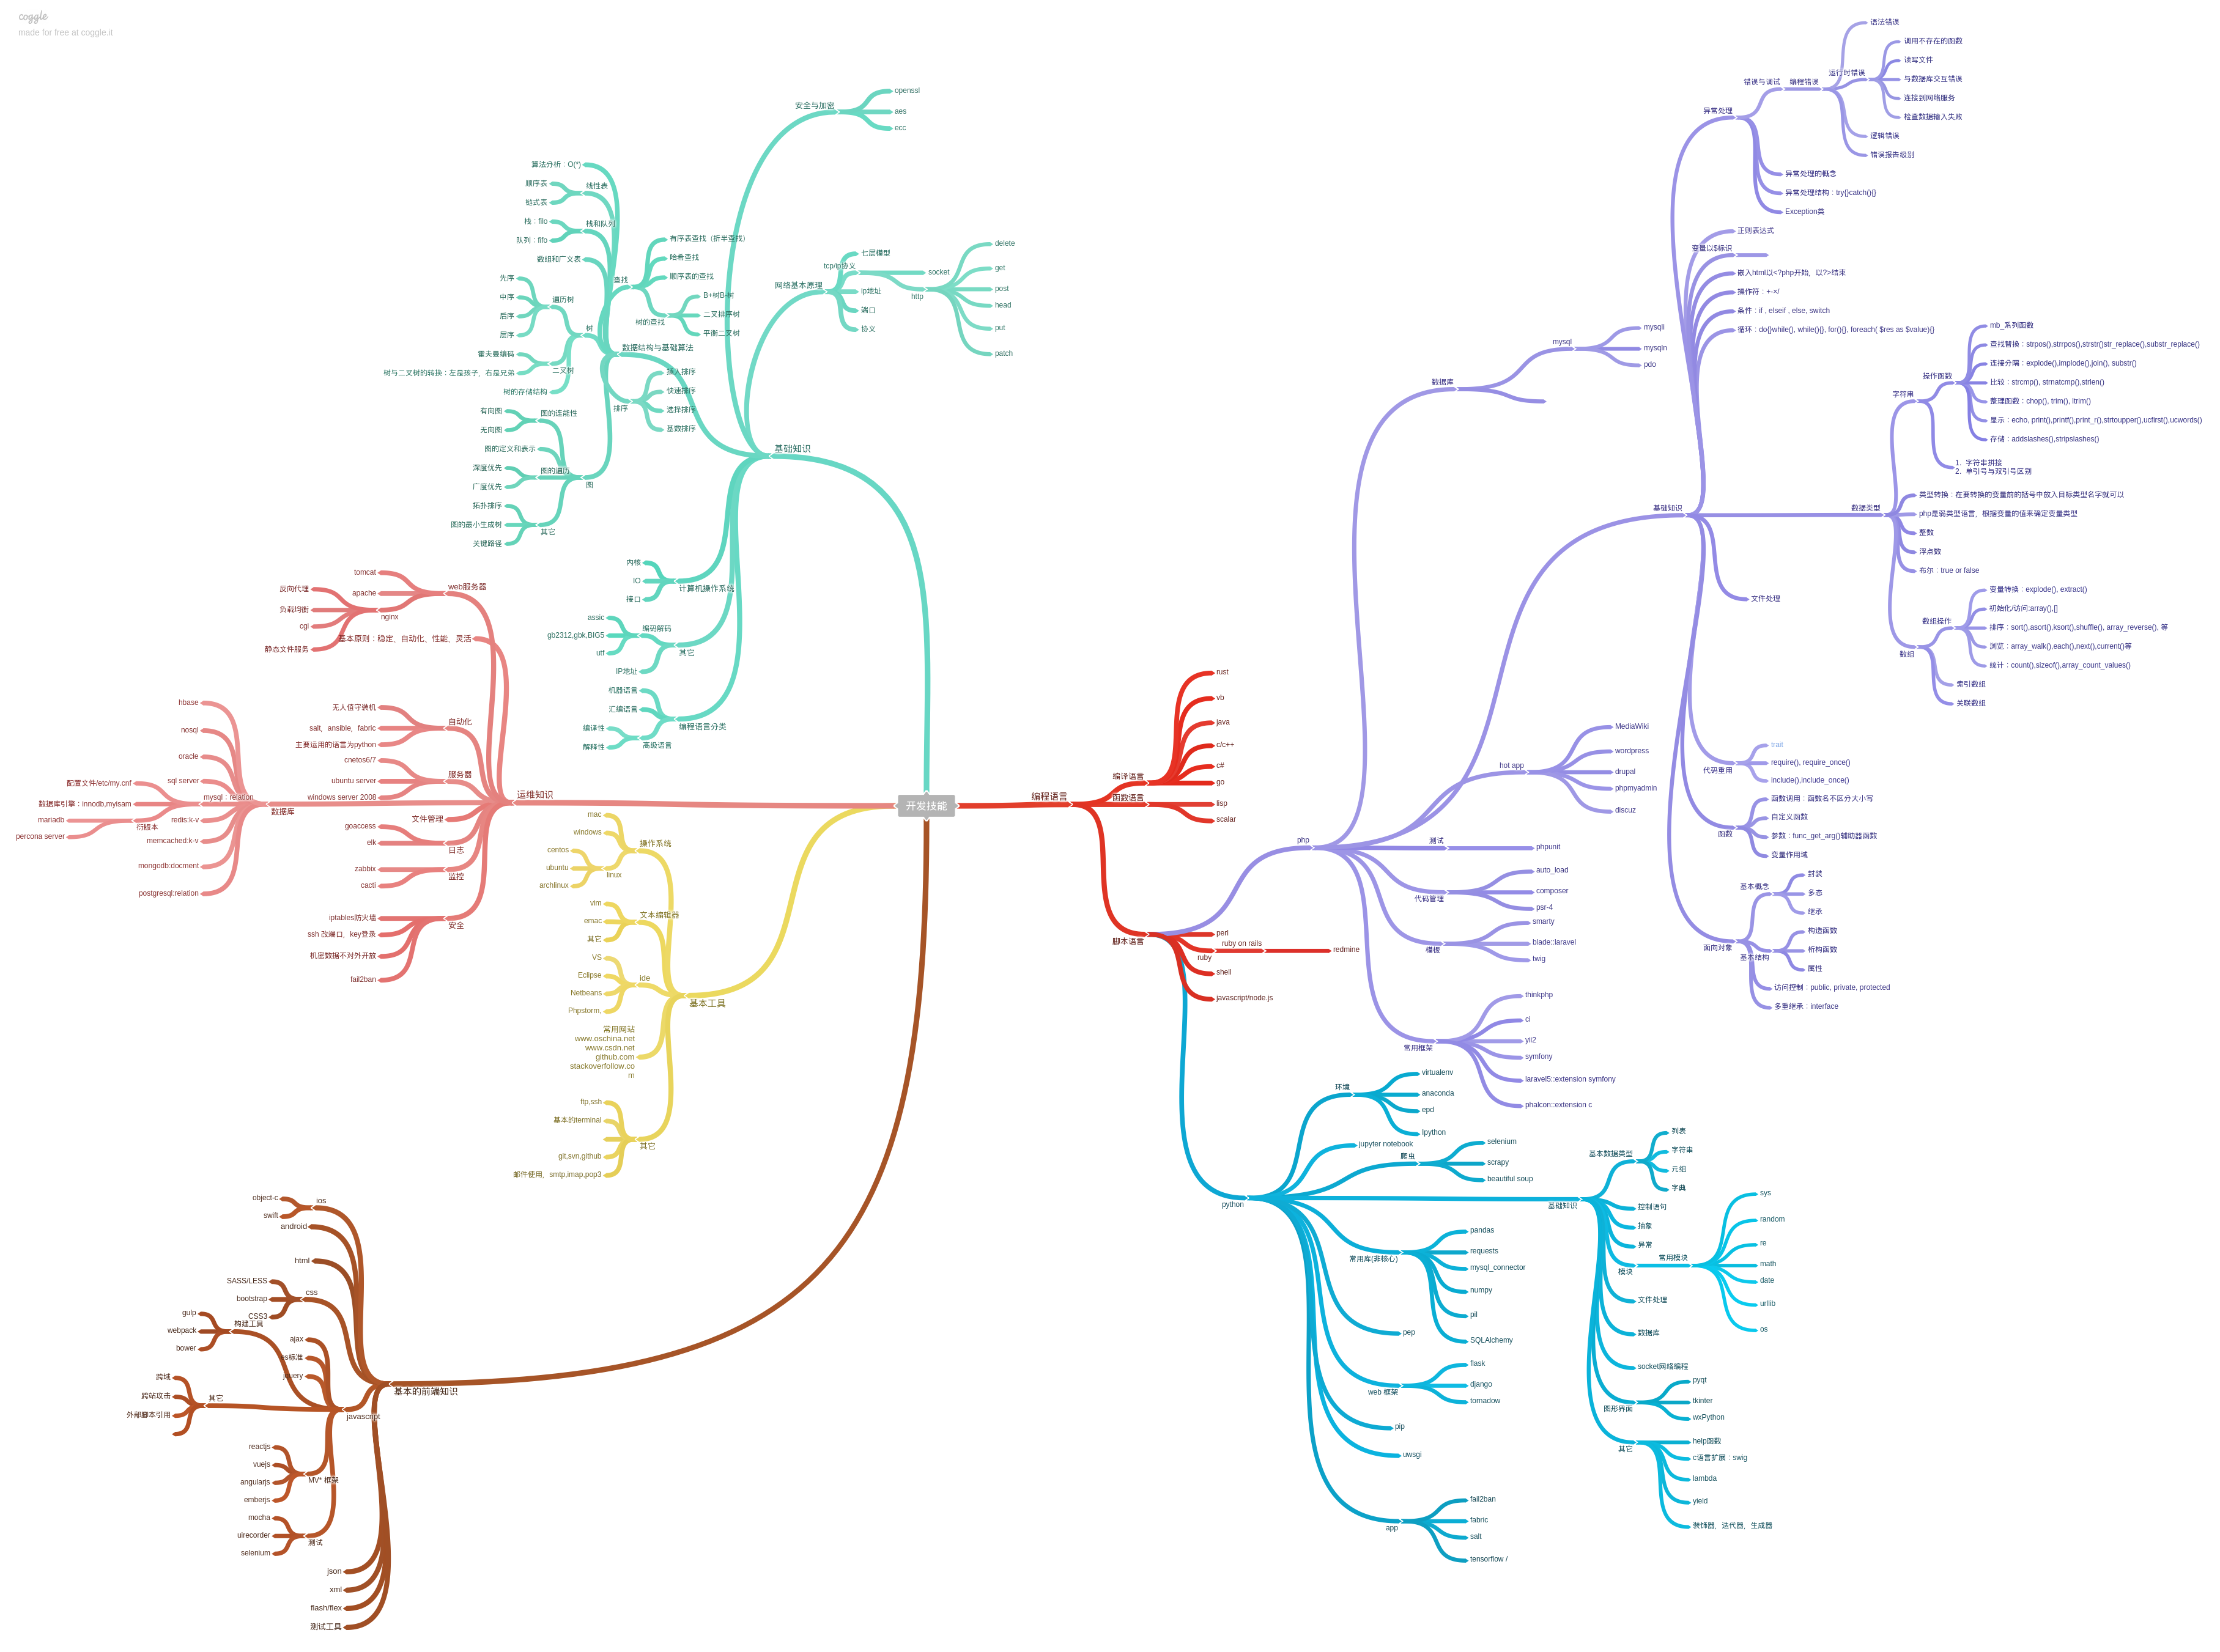 coggle
made for free at coggle.it
开发技能
基础知识
安全与加密
openssl
aes
ecc
网络基本原理
七层模型
tcp/ip协义
socket
http
delete
get
post
head
put
patch
ip地址
端口
协义
数据结构与基础算法
算法分析：O(*)
线性表
顺序表
链式表
栈和队列
栈：filo
队列：fifo
数组和广义表
树
遍历树
先序
中序
后序
层序
二叉树
霍夫曼编码
树与二叉树的转换：左是孩子，右是兄弟
树的存储结构
图
图的连能性
有向图
无向图
图的定义和表示
图的遍历
深度优先
广度优先
其它
拓扑排序
图的最小生成树
关键路径
查找
有序表查找（折半查找）
哈希查找
顺序表的查找
树的查找
B+树B-树
二叉排序树
平衡二叉树
排序
插入排序
快速排序
选择排序
基数排序
计算机操作系统
内核
IO
接口
其它
编码解码
assic
gb2312,gbk,BIG5
utf
IP地址
编程语言分类
机器语言
汇编语言
高级语言
编译性
解释性
运维知识
web服务器
tomcat
apache
nginx
反向代理
负载均衡
cgi
静态文件服务
基本原则：稳定，自动化，性能，灵活
自动化
无人值守装机
salt，ansible，fabric
主要运用的语言为python
服务器
cnetos6/7
ubuntu server
windows server 2008
数据库
hbase
nosql
oracle
sql server
mysql：relation
配置文件/etc/my.cnf
数据库引擎：innodb,myisam
衍版本
mariadb
percona server
redis:k-v
memcached:k-v
mongodb:docment
postgresql:relation
文件管理
日志
goaccess
elk
监控
zabbix
cacti
安全
iptables防火墙
ssh 改端口，key登录
机密数据不对外开放
fail2ban
基本工具
操作系统
mac
windows
linux
centos
ubuntu
archlinux
文本编辑器
vim
emac
其它
ide
VS
Eclipse
Netbeans
Phpstorm,
常用网站
www.oschina.net
www.csdn.net
github.com
stackoverfollow.co
m
其它
ftp,ssh
基本的terminal
git,svn,github
邮件使用，smtp,imap,pop3
基本的前端知识
ios
object-c
swift
android
html
css
SASS/LESS
bootstrap
CSS3
javascript
构建工具
gulp
webpack
bower
ajax
es标准
jquery
其它
跨域
跨站攻击
外部脚本引用
MV* 框架
reactjs
vuejs
angularjs
emberjs
测试
mocha
uirecorder
selenium
json
xml
flash/flex
测试工具
编程语言
编译语言
rust
vb
java
c/c++
c#
go
函数语言
lisp
scalar
脚本语言
perl
ruby
ruby on rails
redmine
shell
javascript/node.js
php
数据库
mysql
mysqli
mysqln
pdo
基础知识
异常处理
错误与调试
编程错误
语法错误
运行时错误
调用不存在的函数
读写文件
与数据库交互错误
连接到网络服务
检查数据输入失败
逻辑错误
错误报告级别
异常处理的概念
异常处理结构：try{}catch(){}
Exception类
正则表达式
变量以$标识
嵌入html以<?php开始，以?>结束
操作符：+-×/
条件：if , elseif , else, switch
循环：do{}while(), while(){}, for(){}, foreach( $res as $value){}
数据类型
字符串
操作函数
mb_系列函数
查找替换：strpos(),strrpos(),strstr()str_replace(),substr_replace()
连接分隔：explode(),implode(),join(), substr()
比较：strcmp(), strnatcmp(),strlen()
整理函数：chop(), trim(), ltrim()
显示：echo, print(),printf(),print_r(),strtoupper(),ucfirst(),ucwords()
存储：addslashes(),stripslashes()
1. 字符串拼接
2. 单引号与双引号区别
类型转换：在要转换的变量前的括号中放入目标类型名字就可以
php是弱类型语言，根据变量的值来确定变量类型
整数
浮点数
布尔：true or false
数组
数组操作
变量转换：explode(), extract()
初始化/访问:array(),[]
排序：sort(),asort(),ksort(),shuffle(), array_reverse(), 等
浏览：array_walk(),each(),next(),current()等
统计：count(),sizeof(),array_count_values()
索引数组
关联数组
文件处理
代码重用
trait
require(), require_once()
include(),include_once()
函数
函数调用：函数名不区分大小写
自定义函数
参数：func_get_arg()辅助器函数
变量作用域
面向对象
基本概念
封装
多态
继承
基本结构
构造函数
析构函数
属性
访问控制：public, private, protected
多重继承：interface
hot app
MediaWiki
wordpress
drupal
phpmyadmin
discuz
测试
phpunit
代码管理
auto_load
composer
psr-4
模板
smarty
blade::laravel
twig
常用框架
thinkphp
ci
yii2
symfony
laravel5::extension symfony
phalcon::extension c
python
环境
virtualenv
anaconda
epd
Ipython
jupyter notebook
爬虫
selenium
scrapy
beautiful soup
基础知识
基本数据类型
列表
字符串
元组
字典
控制语句
抽象
异常
模块
常用模块
sys
random
re
math
date
urllib
os
文件处理
数据库
socket网络编程
图形界面
pyqt
tkinter
wxPython
其它
help函数
c语言扩展：swig
lambda
yield
装饰器，迭代器，生成器
常用库(非核心)
pandas
requests
mysql_connector
numpy
pil
SQLAlchemy
pep
web 框架
flask
django
tornadow
pip
uwsgi
app
fail2ban
fabric
salt
tensorflow /